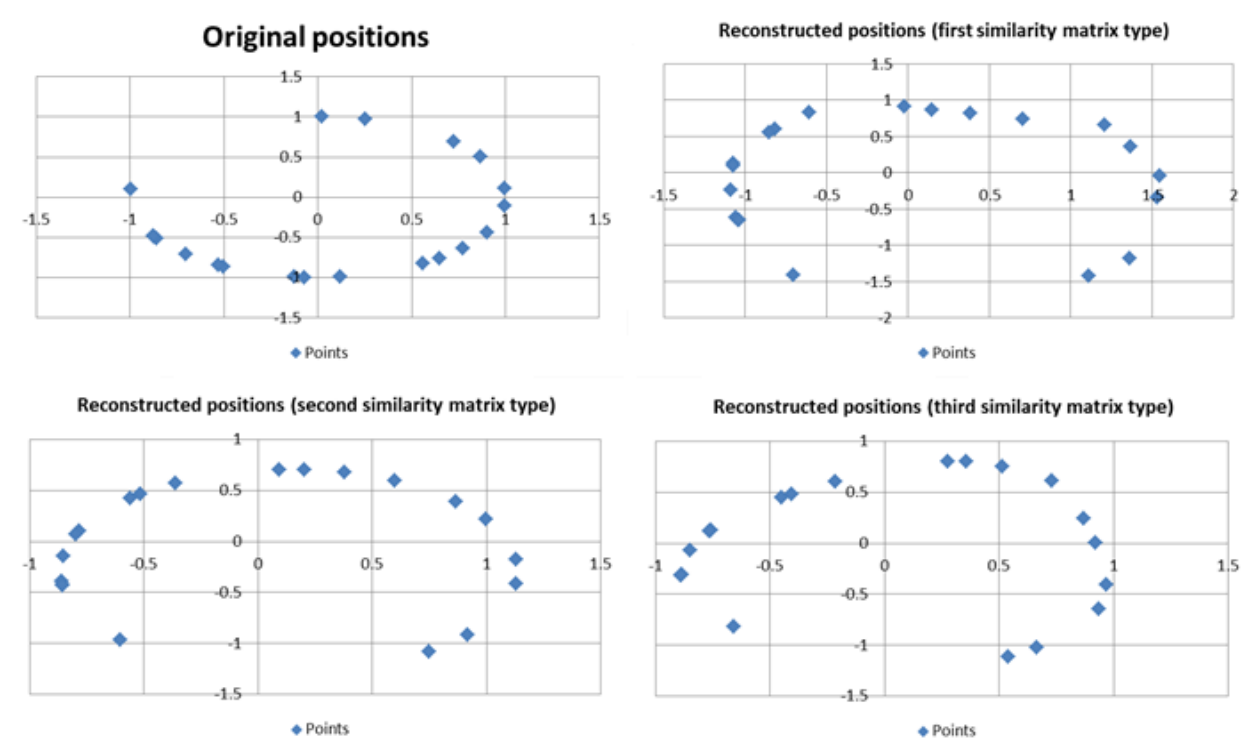 Original positions
1.5
1
0.5
0
-1.5 -1 -0.5 0 0.5 1 1.5
-0.5
-1
-1.5
Points
Reconstructed positions (first similarity matrix type)
1.5
1
0.5
0
-1.5 -1 -0.5 0 0.5 1 1.5 2
-0.5
-1
-1.5
-2
Points
Reconstructed positions (second similarity matrix type)
1
0.5
0
-1 -0.5 0 0.5 1 1.5
-0.5
-1
-1.5
Points
Reconstructed positions (third similarity matrix type)
1
0.5
0
-1 -0.5 0 0.5 1 1.5
-0.5
-1
-1.5
Points